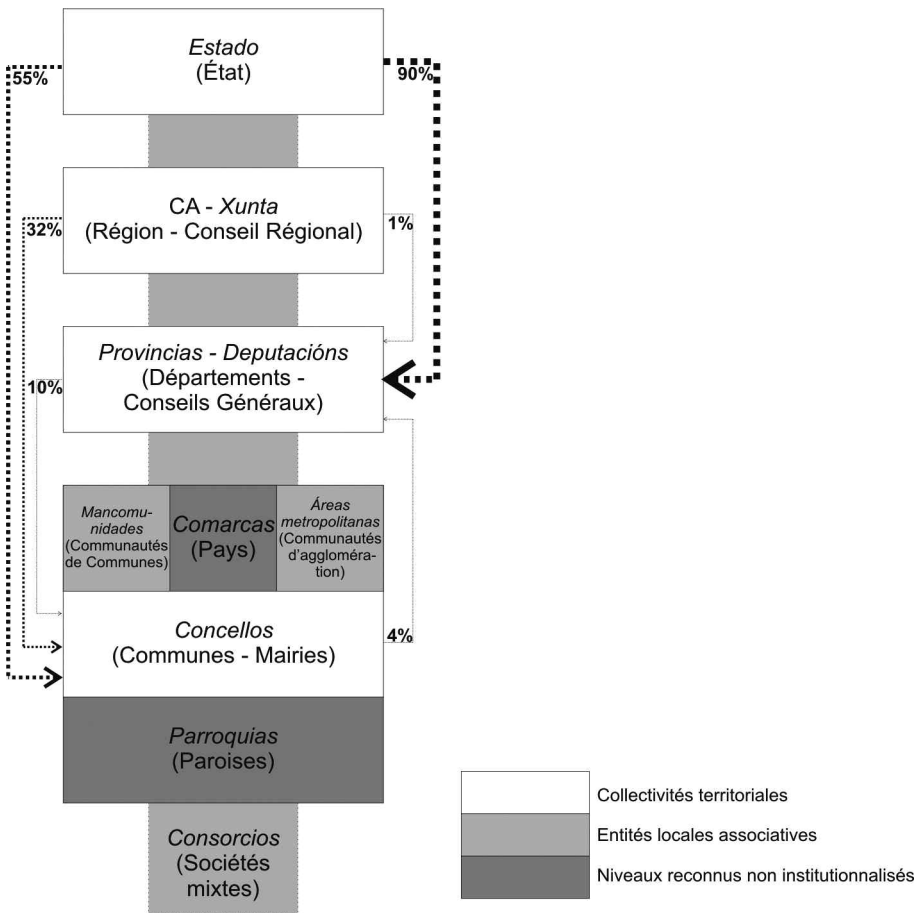 Estado
(État)
55%
90%
CA - Xunta
(Région - Conseil Régional)
32%
1%
Provincias - Deputacións
(Départements -
Conseils Généraux)
10%
Mancomu-
nidades
(Communautés
de Communes)
Comarcas
(Pays)
Áreas
metropolitanas
(Communautés
d'aggloméra-
tion)
Concellos
(Communes - Mairies)
4%
Parroquias
(Paroises)
Consorcios
(Sociétés
mixtes)
Collectivités territoriales
Entités locales associatives
Niveaux reconnus non institutionnalisés